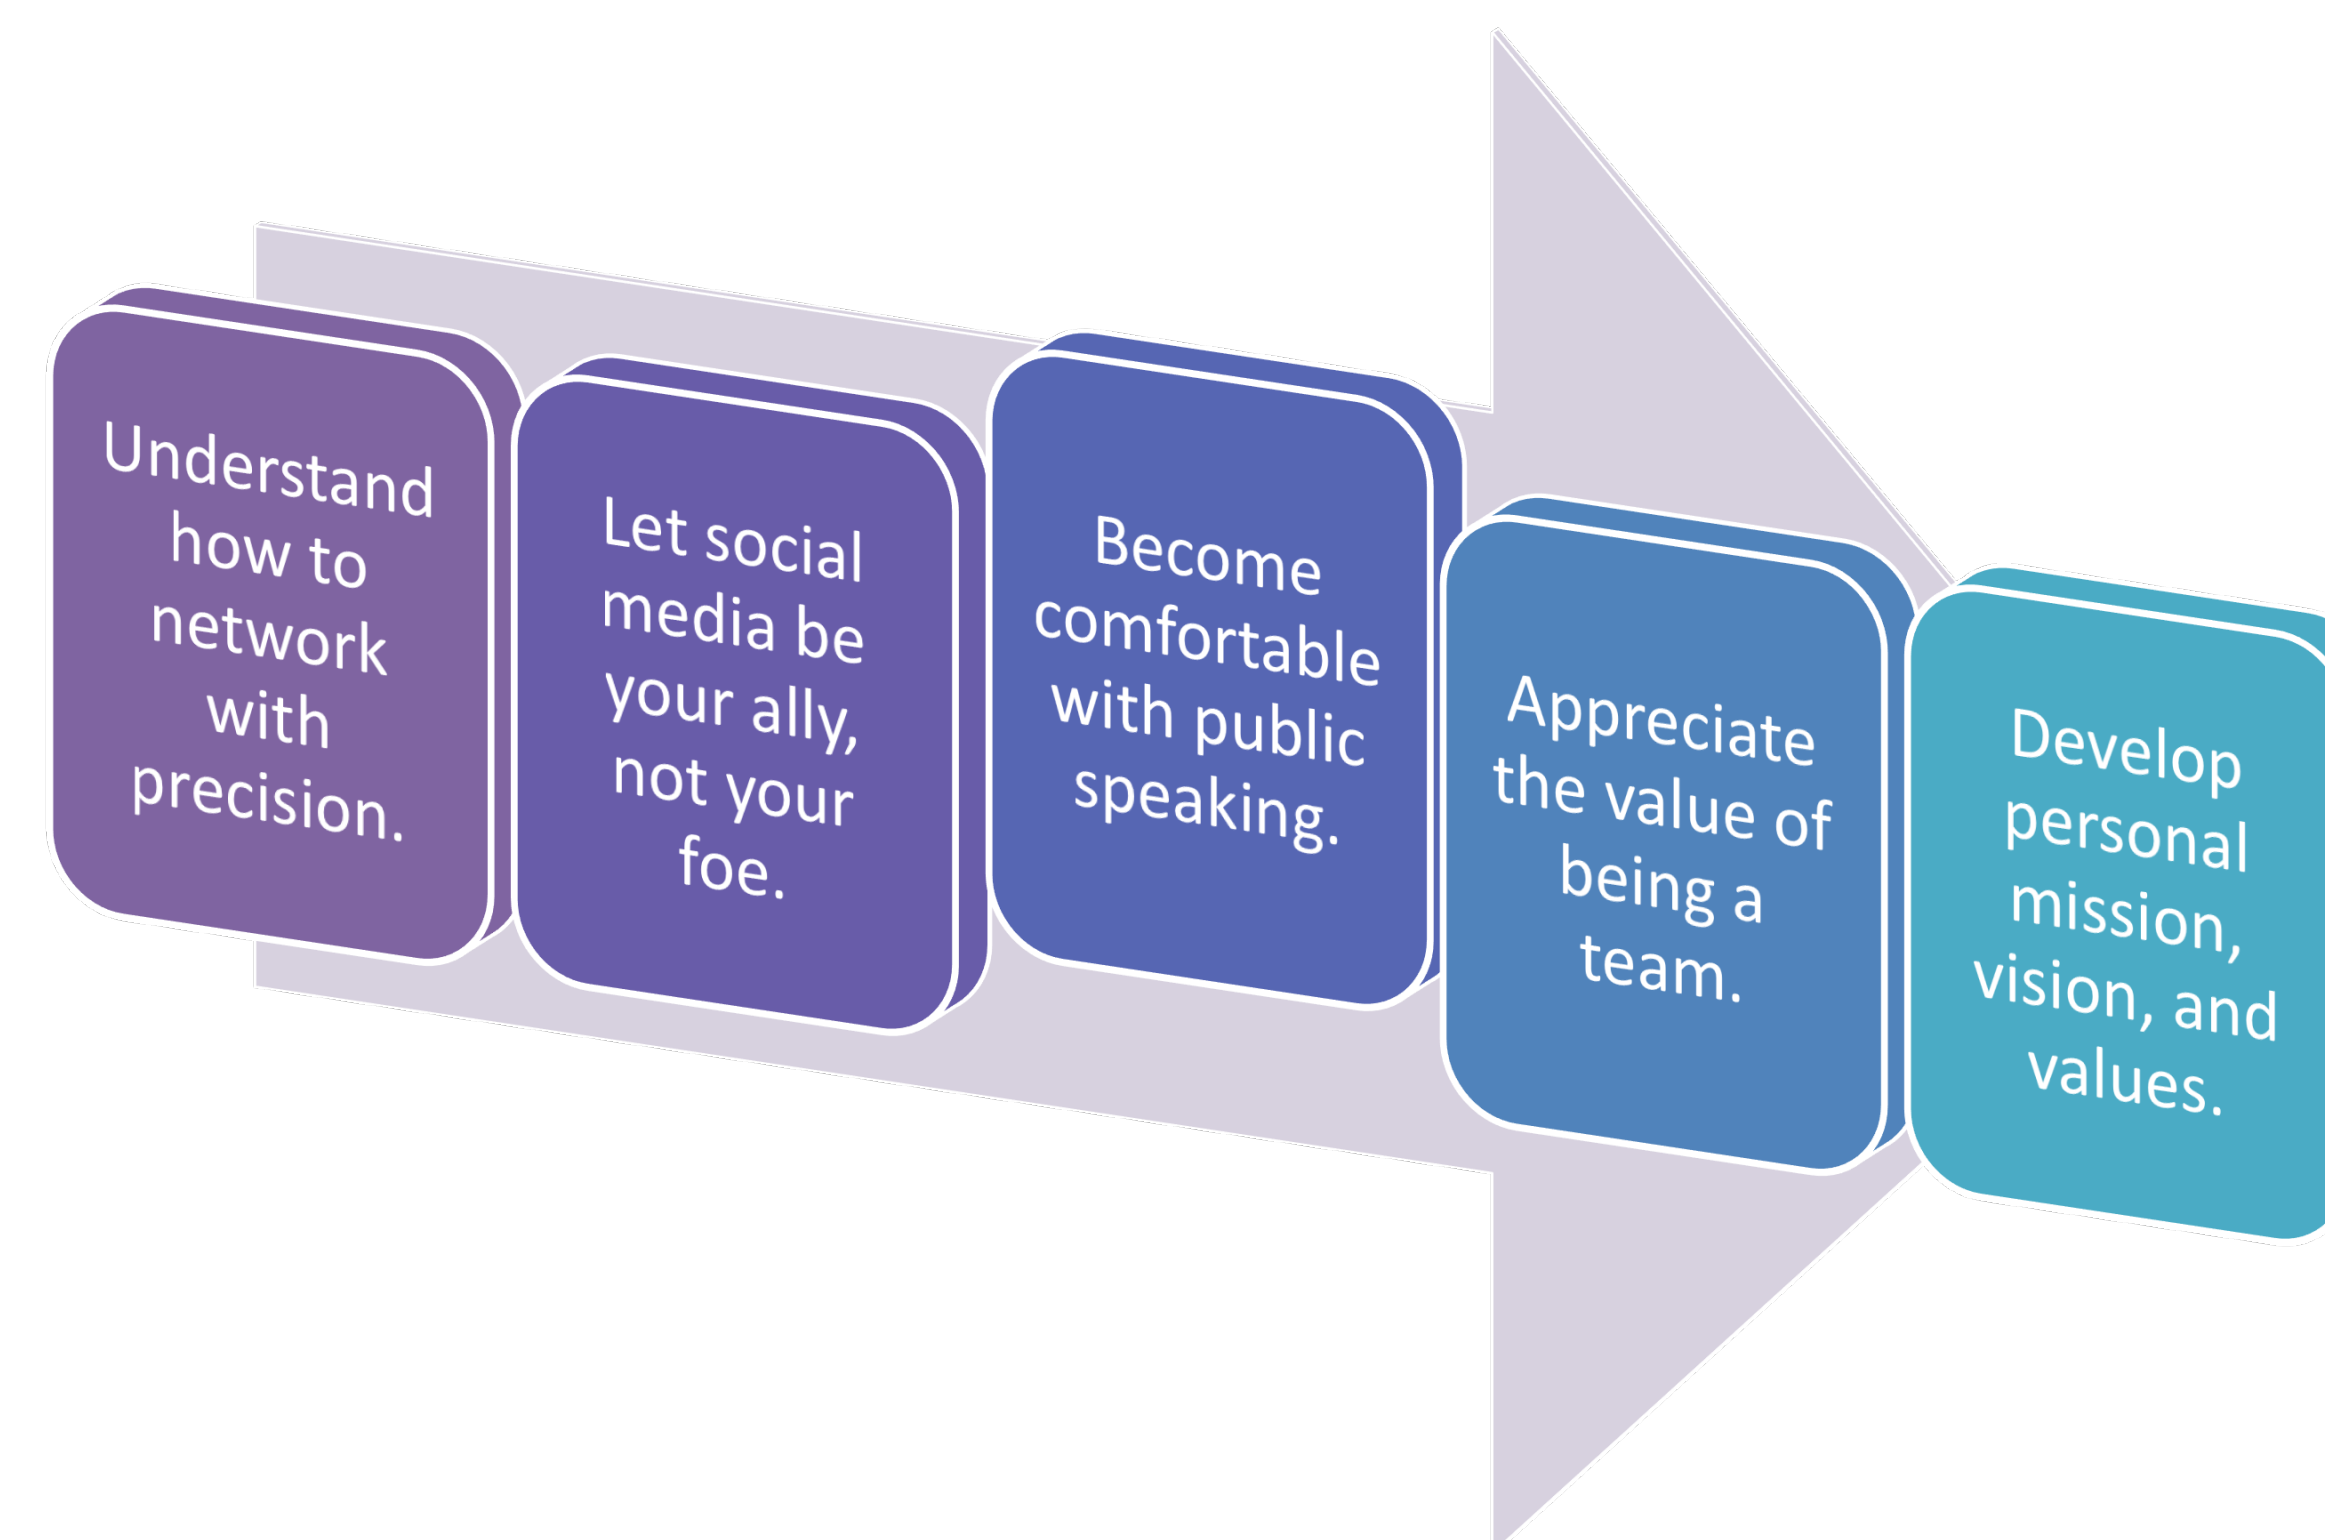 Understand
how to
network
with
precision.
Let social
media be
your ally,
not your
foe.
Become
comfortable
with public
speaking.
Appreciate
the value of
being a
team.
Develop
personal
mission,
vision, and
values.